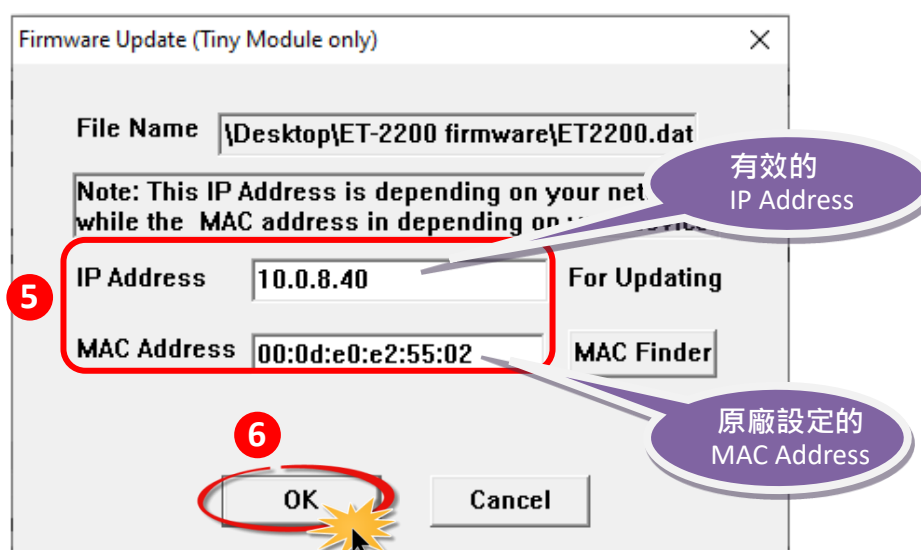 Firmware Update (Tiny Module only)
File Name \Desktop\ET-2200 firmware\ET2200.dat
Note: This IP Address is depending on your net
while the MAC address in depending on
有效的
IP Address
5
IP Address 10.0.8.40 For Updating
MAC Address 00:0d:e0:e2:55:02 MAC Finder
原廠設定的
MAC Address
6
OK Cancel